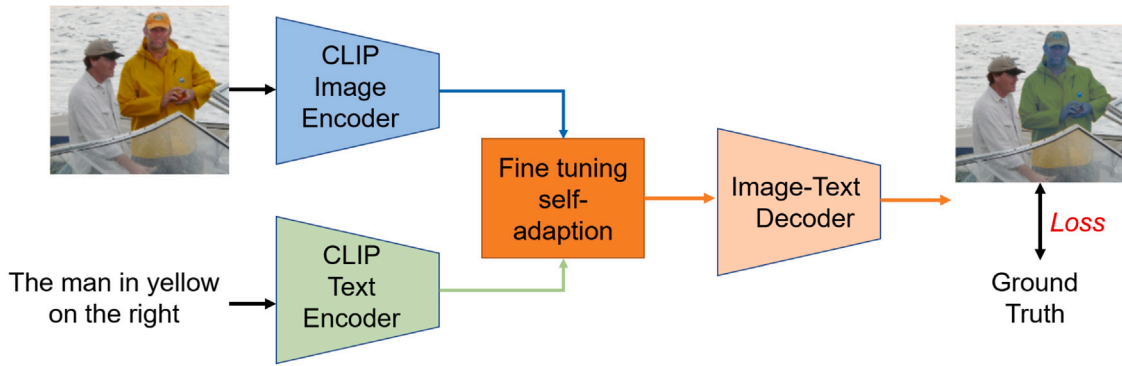 CLIP
Image
Encoder
Fine tuning
self-
adaption
Image-Text
Decoder
Loss
The man in yellow
on the right
CLIP
Text
Encoder
Ground
Truth